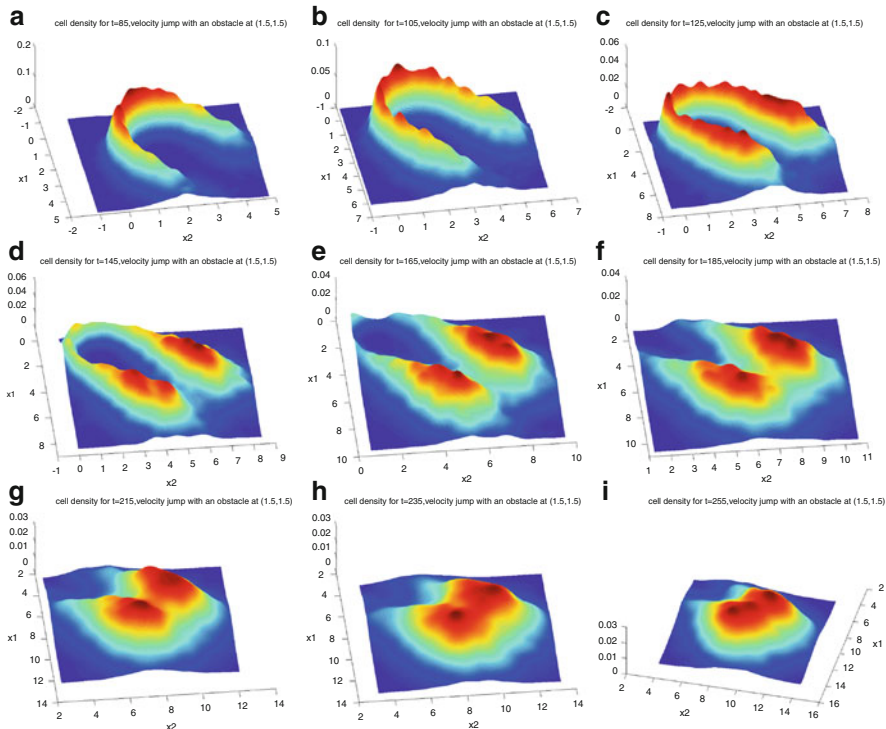 a
cell density for t=85,velocity jump with an obstacle at (1.5,1.5)
0.2
0.1
0
-2
-1
0
1
2
3
4
5
x1
-2 -1 0 1 2 3 4 5
x2
b
cell density for t=105,velocity jump with an obstacle at (1.5,1.5)
0.1
0.05
0
-1
0
1
2
3
4
5
6
7
x1
-1 0 1 2 3 4 5 6 7
x2
c
cell density for t=125,velocity jump with an obstacle at (1.5,1.5)
0.06
0.04
0.02
0
-2
0
2
4
6
8
x1
-1 0 1 2 3 4 5 6 7 8
x2
d
cell density for t=145,velocity jump with an obstacle at (1.5,1.5)
0.06
0.04
0.02
0
0
2
4
6
8
x1
-1 0 1 2 3 4 5 6 7 8 9
x2
e
cell density for t=165,velocity jump with an obstacle at (1.5,1.5)
0.04
0.02
0
0
2
4
6
8
10
x1
0 2 4 6 8 10
x2
f
cell density for t=185,velocity jump with an obstacle at (1.5,1.5)
0.04
0.02
0
2
4
6
8
10
x1
1 2 3 4 5 6 7 8 9 10 11
x2
g
cell density for t=215,velocity jump with an obstacle at (1.5,1.5)
0.03
0.02
0.01
0
2
4
6
8
10
12
14
x1
2 4 6 8 10 12 14
x2
h
cell density for t=235,velocity jump with an obstacle at (1.5,1.5)
0.03
0.02
0.01
0
2
4
6
8
10
12
14
x1
2 4 6 8 10 12 14
x2
i
cell density for t=255,velocity jump with an obstacle at (1.5,1.5)
0.03
0.02
0.01
0
2
4
6
8
10
12
14
16
x1
2 4 6 8 10 12 14 16
x2